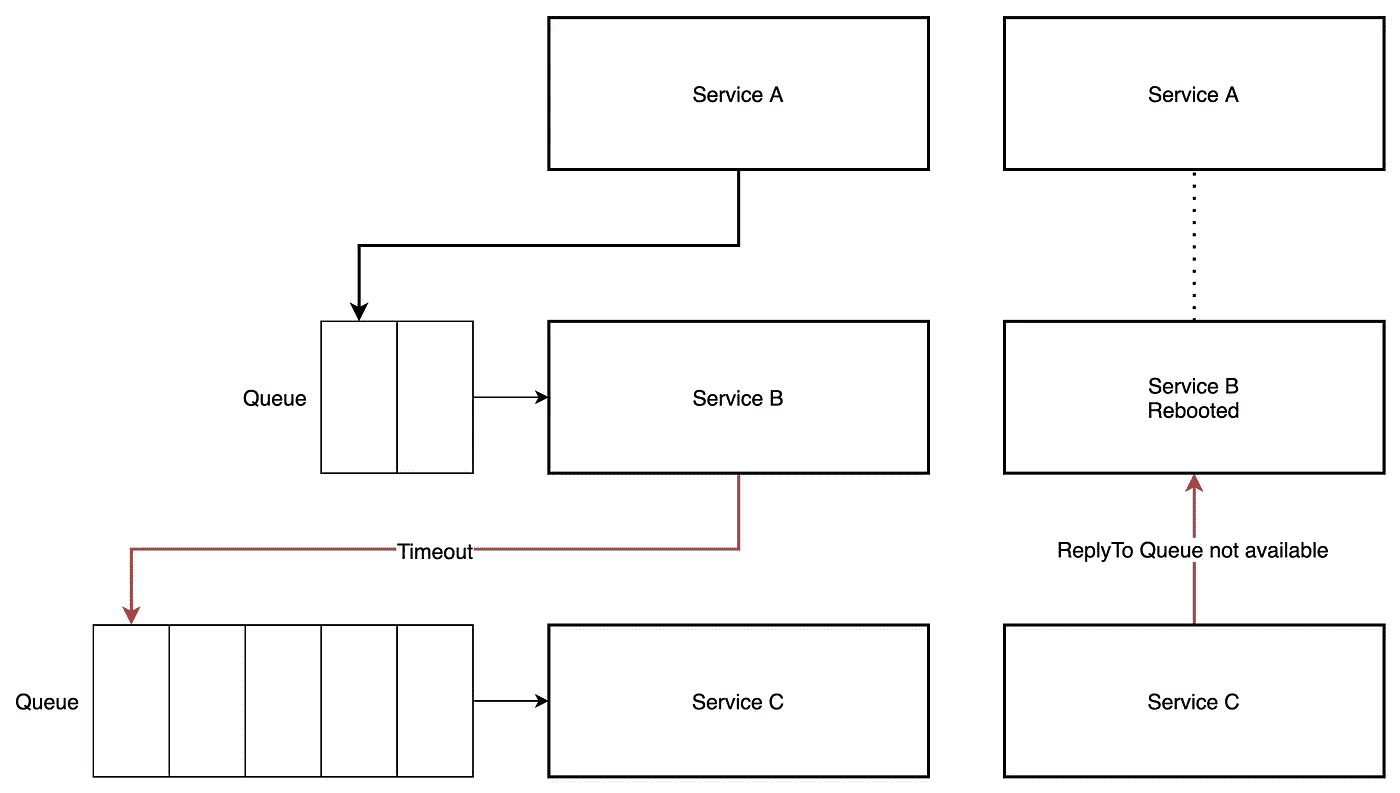 Service A
Service A
Queue
Service B
Service B
Rebooted
Timeout
ReplyTo Queue not available
Queue
Service C
Service C